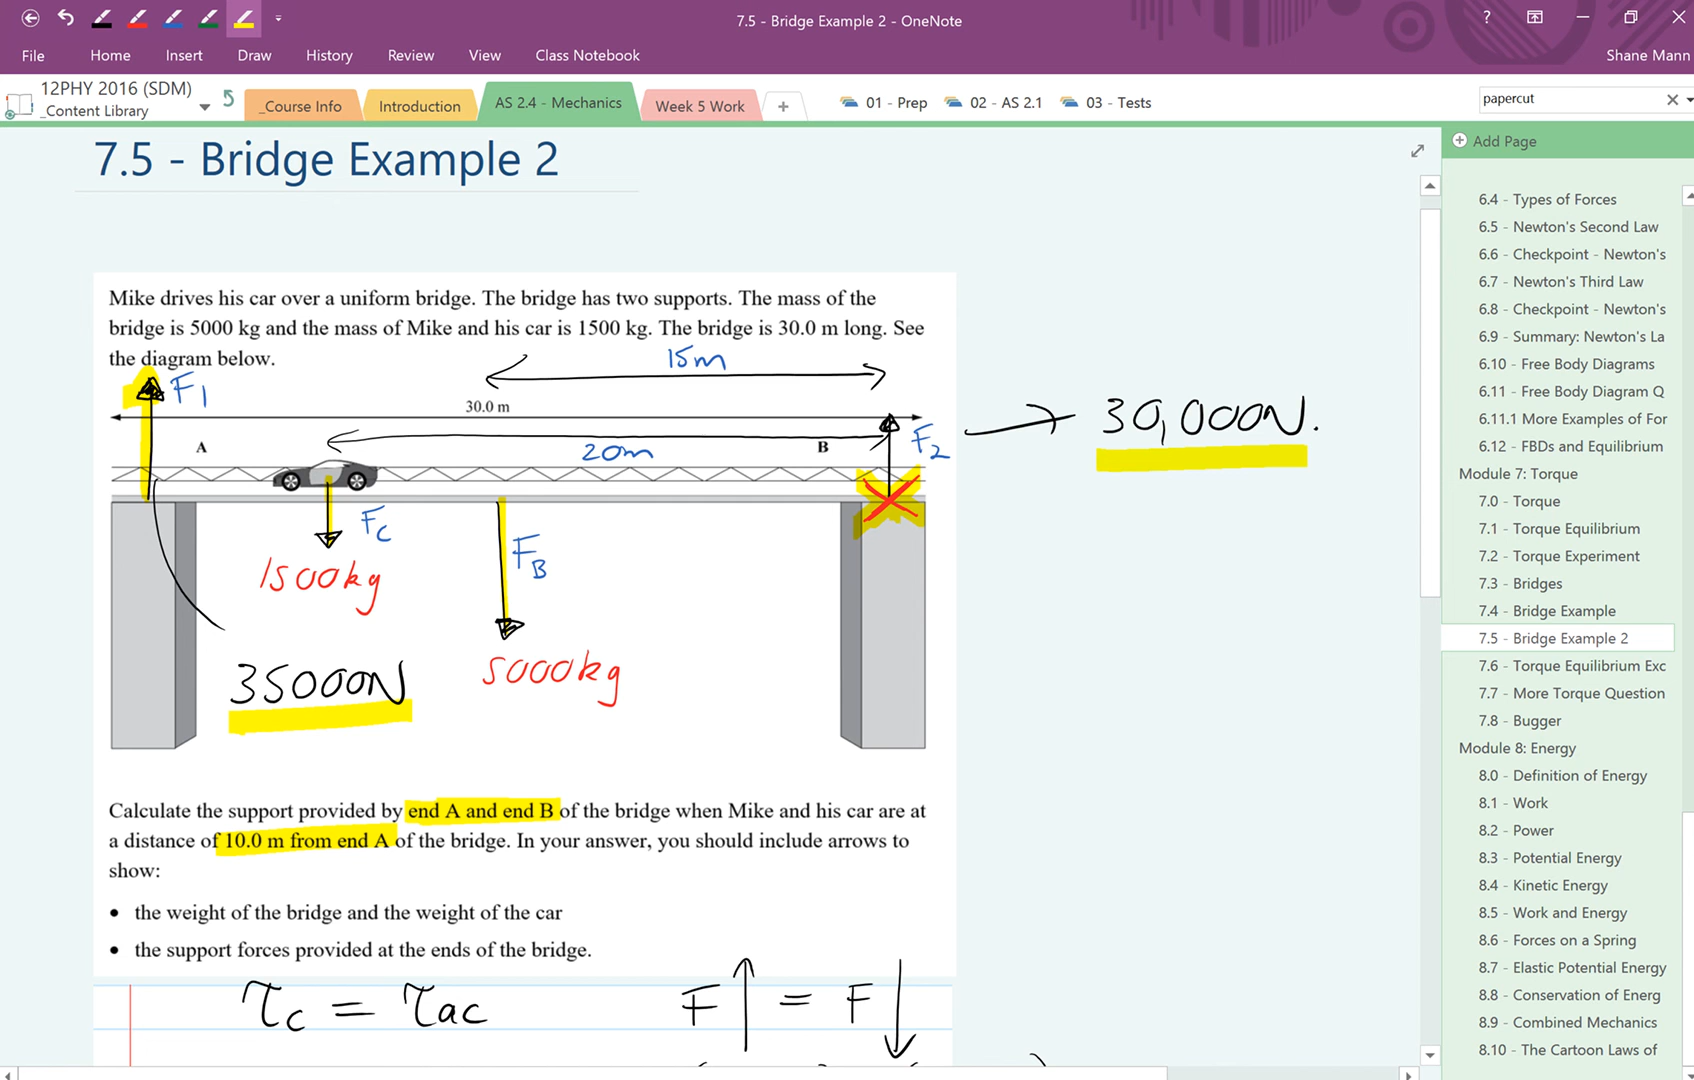 7.5 - Bridge Example 2 - OneNote
?
File Home Insert Draw History Review View Class Notebook
Shane Mann
12PHY 2016 (SDM)
_Content Library
_Course Info
Introduction
AS 2.4 - Mechanics
Week 5 Work
+
01 - Prep
02 - AS 2.1
03 - Tests
papercut
7.5 - Bridge Example 2
Mike drives his car over a uniform bridge. The bridge has two supports. The mass of the
bridge is 5000 kg and the mass of Mike and his car is 1500 kg. The bridge is 30.0 m long. See
the diagram below.
15m
F1
30.0 m
30,000N.
A
20m
B
F2
Fc
FB
1500kg
35000N
5000kg
Calculate the support provided by end A and end B of the bridge when Mike and his car are at
a distance of 10.0 m from end A of the bridge. In your answer, you should include arrows to
show:
• the weight of the bridge and the weight of the car
• the support forces provided at the ends of the bridge.
τc = τac
F↑ = F↓
Add Page
6.4 - Types of Forces
6.5 - Newton's Second Law
6.6 - Checkpoint - Newton's
6.7 - Newton's Third Law
6.8 - Checkpoint - Newton's
6.9 - Summary: Newton's La
6.10 - Free Body Diagrams
6.11 - Free Body Diagram Q
6.11.1 More Examples of For
6.12 - FBDs and Equilibrium
Module 7: Torque
7.0 - Torque
7.1 - Torque Equilibrium
7.2 - Torque Experiment
7.3 - Bridges
7.4 - Bridge Example
7.5 - Bridge Example 2
7.6 - Torque Equilibrium Exc
7.7 - More Torque Question
7.8 - Bugger
Module 8: Energy
8.0 - Definition of Energy
8.1 - Work
8.2 - Power
8.3 - Potential Energy
8.4 - Kinetic Energy
8.5 - Work and Energy
8.6 - Forces on a Spring
8.7 - Elastic Potential Energy
8.8 - Conservation of Energ
8.9 - Combined Mechanics
8.10 - The Cartoon Laws of